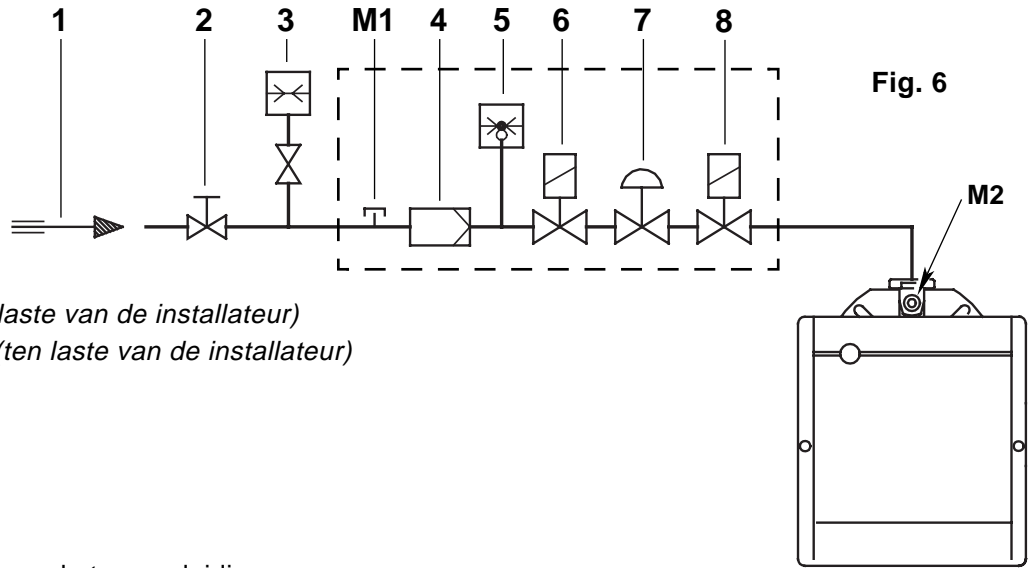 1 2 3 M1 4 5 6 7 8
Fig. 6
M2
laste van de installateur)
(ten laste van de installateur)